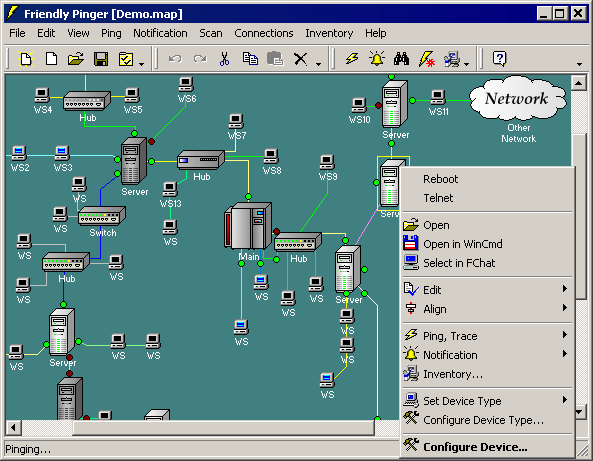 Friendly Pinger [Demo.map]
File Edit View Ping Notification Scan Connections Inventory Help
WS4
WS5
WS6
Hub
WS7
WS10
WS11
Server
Network
Other
Network
WS2
WS3
Server
Hub
WS8
WS9
WS
WS13
Server
WS
Switch
WS
WS
Main
Hub
WS
Hub
WS
WS
WS
WS
WS
Server
WS
WS
WS
WS
WS
Server
WS
WS
WS
Reboot
Telnet
Open
Open in WinCmd
Select in FChat
Edit
Align
Ping, Trace
Notification
Inventory...
Set Device Type
Configure Device Type...
Configure Device...
Pinging...